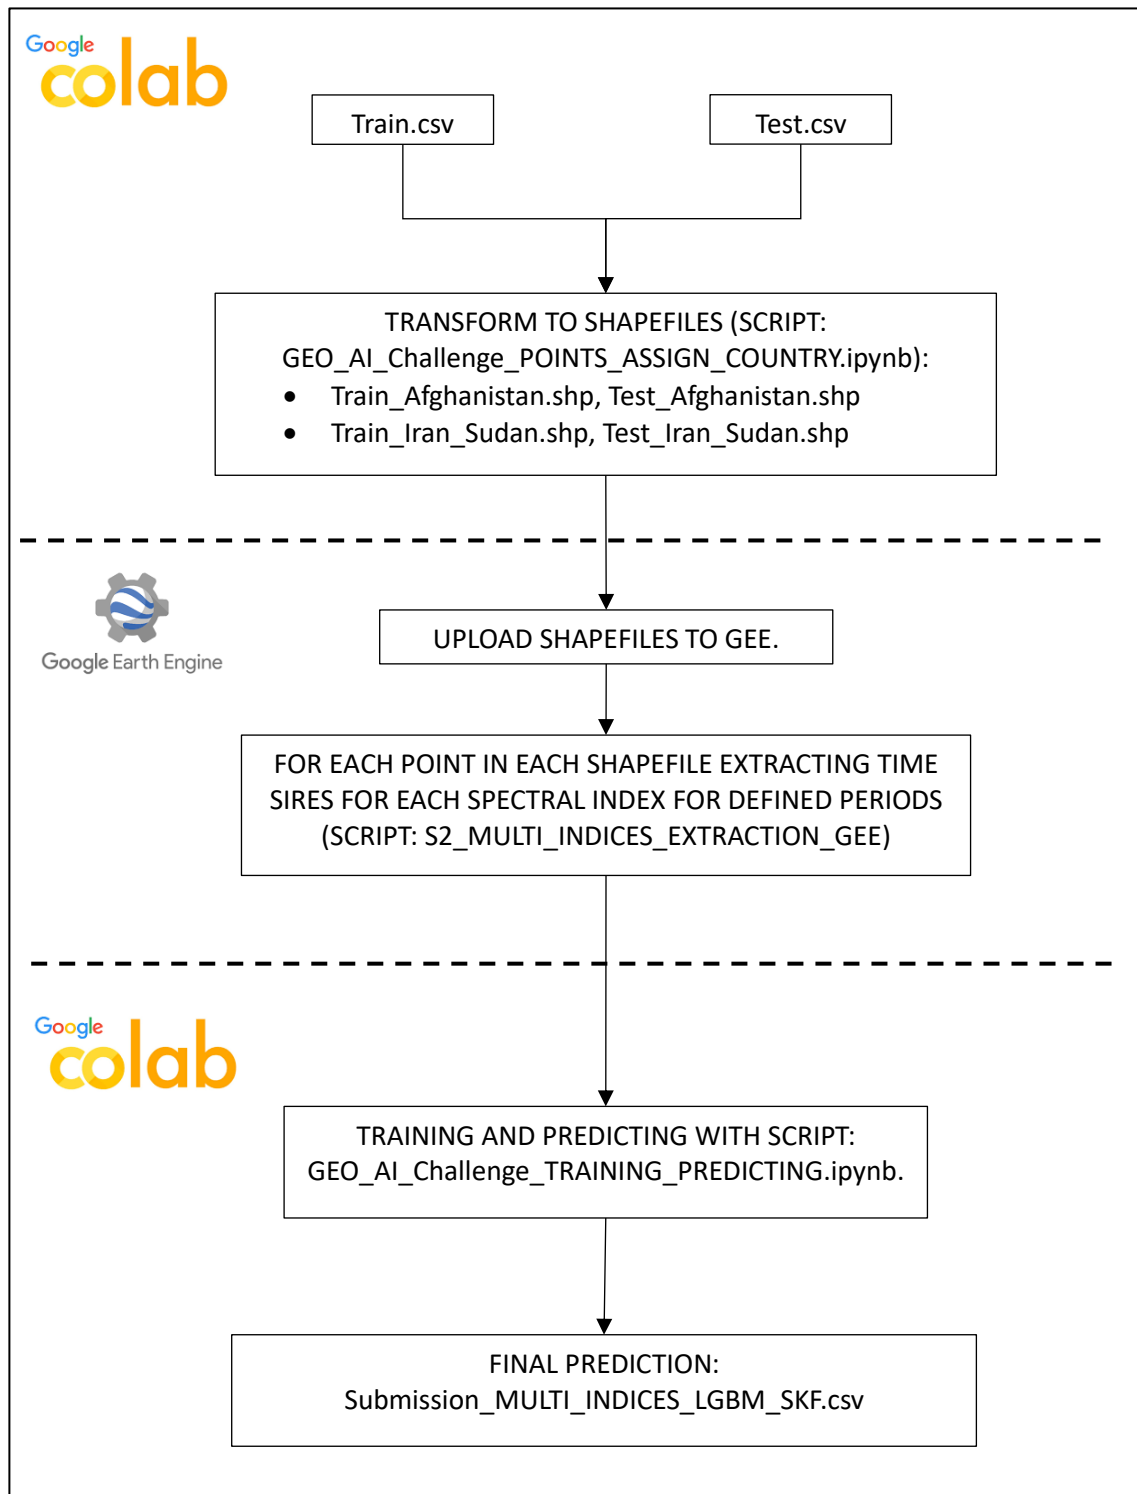 Google
colab
Train.csv
Test.csv
TRANSFORM TO SHAPEFILES (SCRIPT:
GEO_AI_Challenge_POINTS_ASSIGN_COUNTRY.ipynb):
• Train_Afghanistan.shp, Test_Afghanistan.shp
• Train_Iran_Sudan.shp, Test_Iran_Sudan.shp
Google Earth Engine
UPLOAD SHAPEFILES TO GEE.
FOR EACH POINT IN EACH SHAPEFILE EXTRACTING TIME
SIRES FOR EACH SPECTRAL INDEX FOR DEFINED PERIODS
(SCRIPT: S2_MULTI_INDICES_EXTRACTION_GEE)
Google
colab
TRAINING AND PREDICTING WITH SCRIPT:
GEO_AI_Challenge_TRAINING_PREDICTING.ipynb.
FINAL PREDICTION:
Submission_MULTI_INDICES_LGBM_SKF.csv